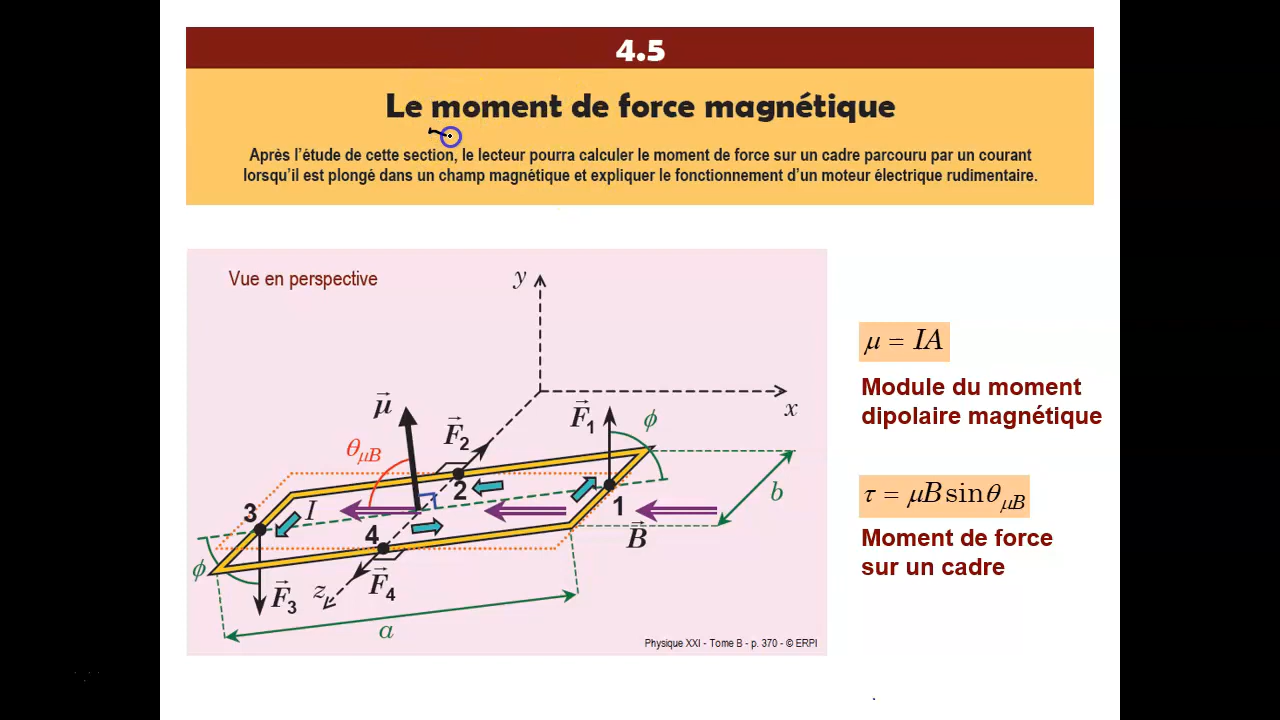 4.5
Le moment de force magnétique
Après l'étude de cette section, le lecteur pourra calculer le moment de force sur un cadre parcouru par un courant
lorsqu'il est plongé dans un champ magnétique et expliquer le fonctionnement d'un moteur électrique rudimentaire.
Vue en perspective
y
x
μ⃗
F⃗₂
F⃗₁
ϕ
θμB
μ = IA
Module du moment
dipolaire magnétique
2
1
b
3
I
4
B⃗
τ = μB sin θμB
Moment de force
sur un cadre
ϕ
F⃗₃
z
F⃗₄
a
Physique XXI - Tome B - p. 370 - © ERPI